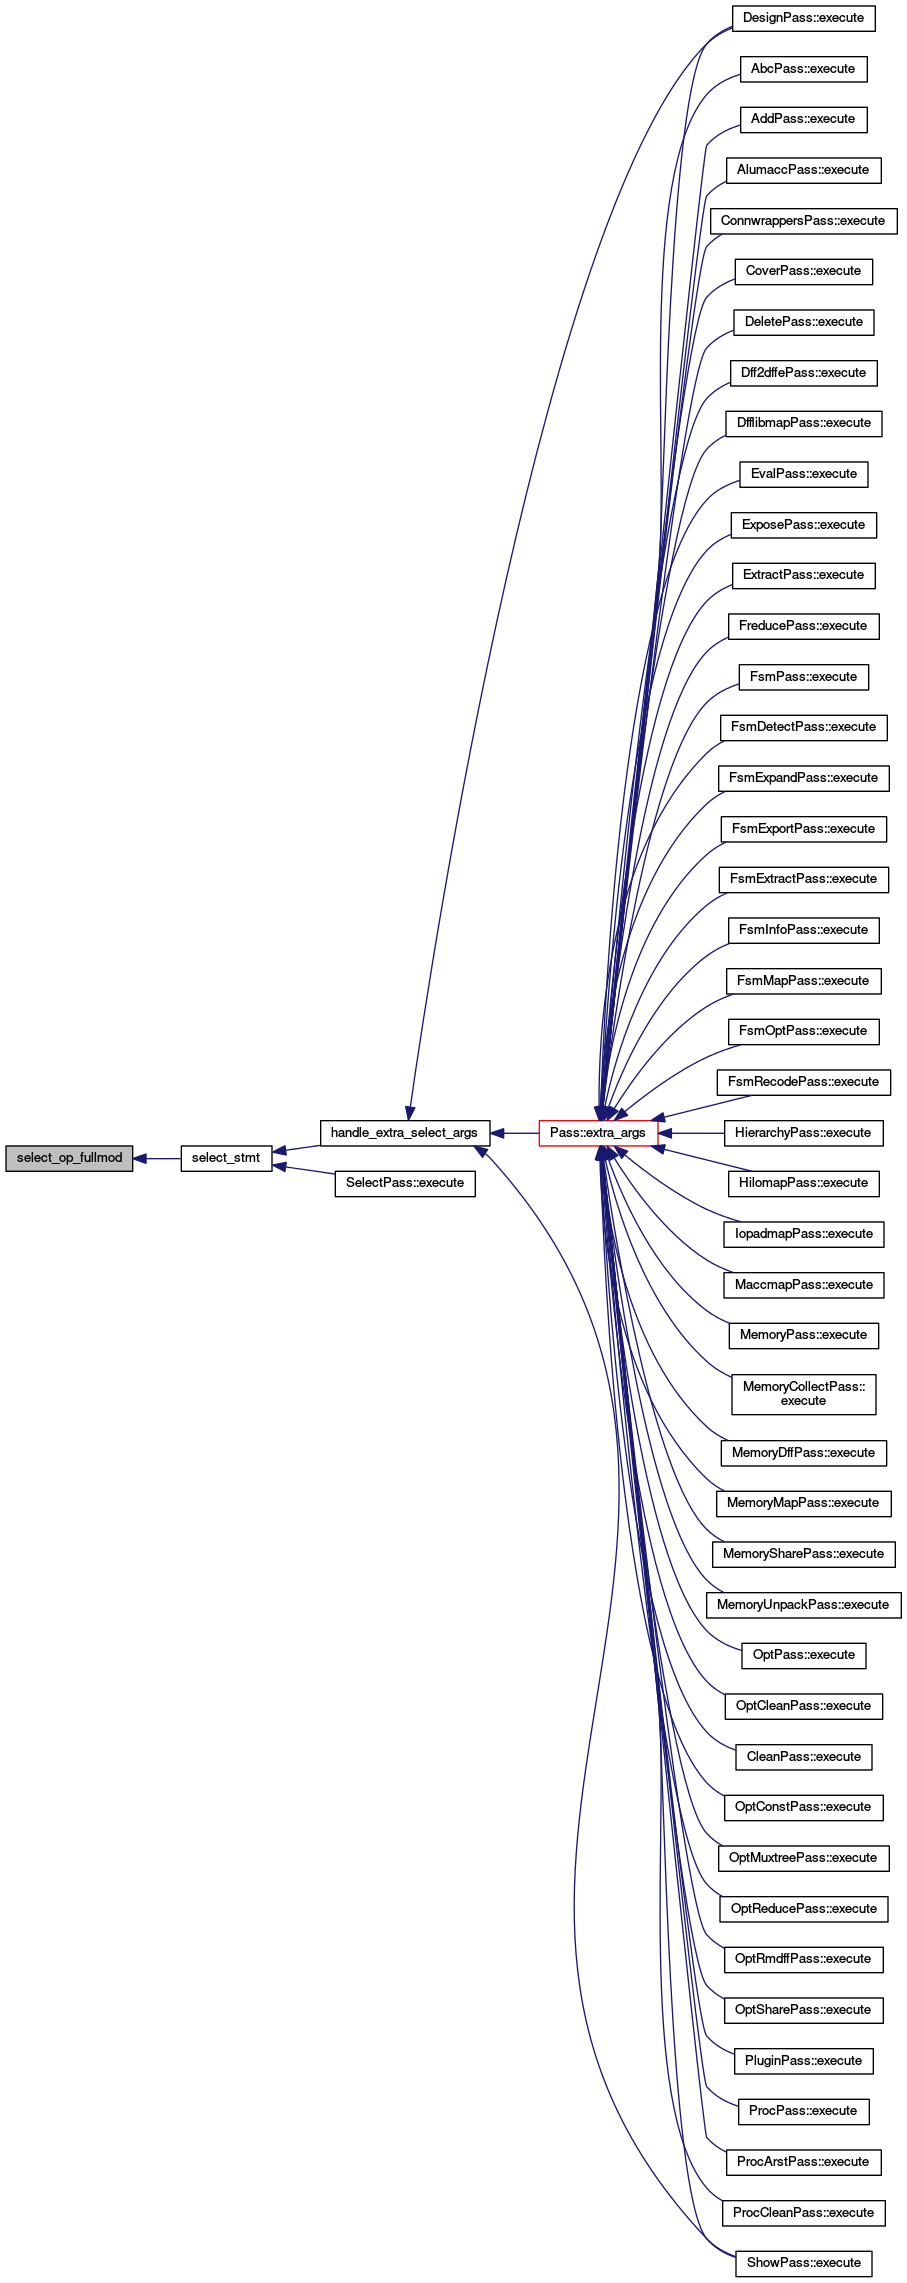 select_op_fullmod
select_stmt
handle_extra_select_args
SelectPass::execute
Pass::extra_args
DesignPass::execute
AbcPass::execute
AddPass::execute
AlumaccPass::execute
ConnwrappersPass::execute
CoverPass::execute
DeletePass::execute
Dff2dffePass::execute
DfflibmapPass::execute
EvalPass::execute
ExposePass::execute
ExtractPass::execute
FreducePass::execute
FsmPass::execute
FsmDetectPass::execute
FsmExpandPass::execute
FsmExportPass::execute
FsmExtractPass::execute
FsmInfoPass::execute
FsmMapPass::execute
FsmOptPass::execute
FsmRecodePass::execute
HierarchyPass::execute
HilomapPass::execute
IopadmapPass::execute
MaccmapPass::execute
MemoryPass::execute
MemoryCollectPass::
execute
MemoryDffPass::execute
MemoryMapPass::execute
MemorySharePass::execute
MemoryUnpackPass::execute
OptPass::execute
OptCleanPass::execute
CleanPass::execute
OptConstPass::execute
OptMuxtreePass::execute
OptReducePass::execute
OptRmdffPass::execute
OptSharePass::execute
PluginPass::execute
ProcPass::execute
ProcArstPass::execute
ProcCleanPass::execute
ShowPass::execute